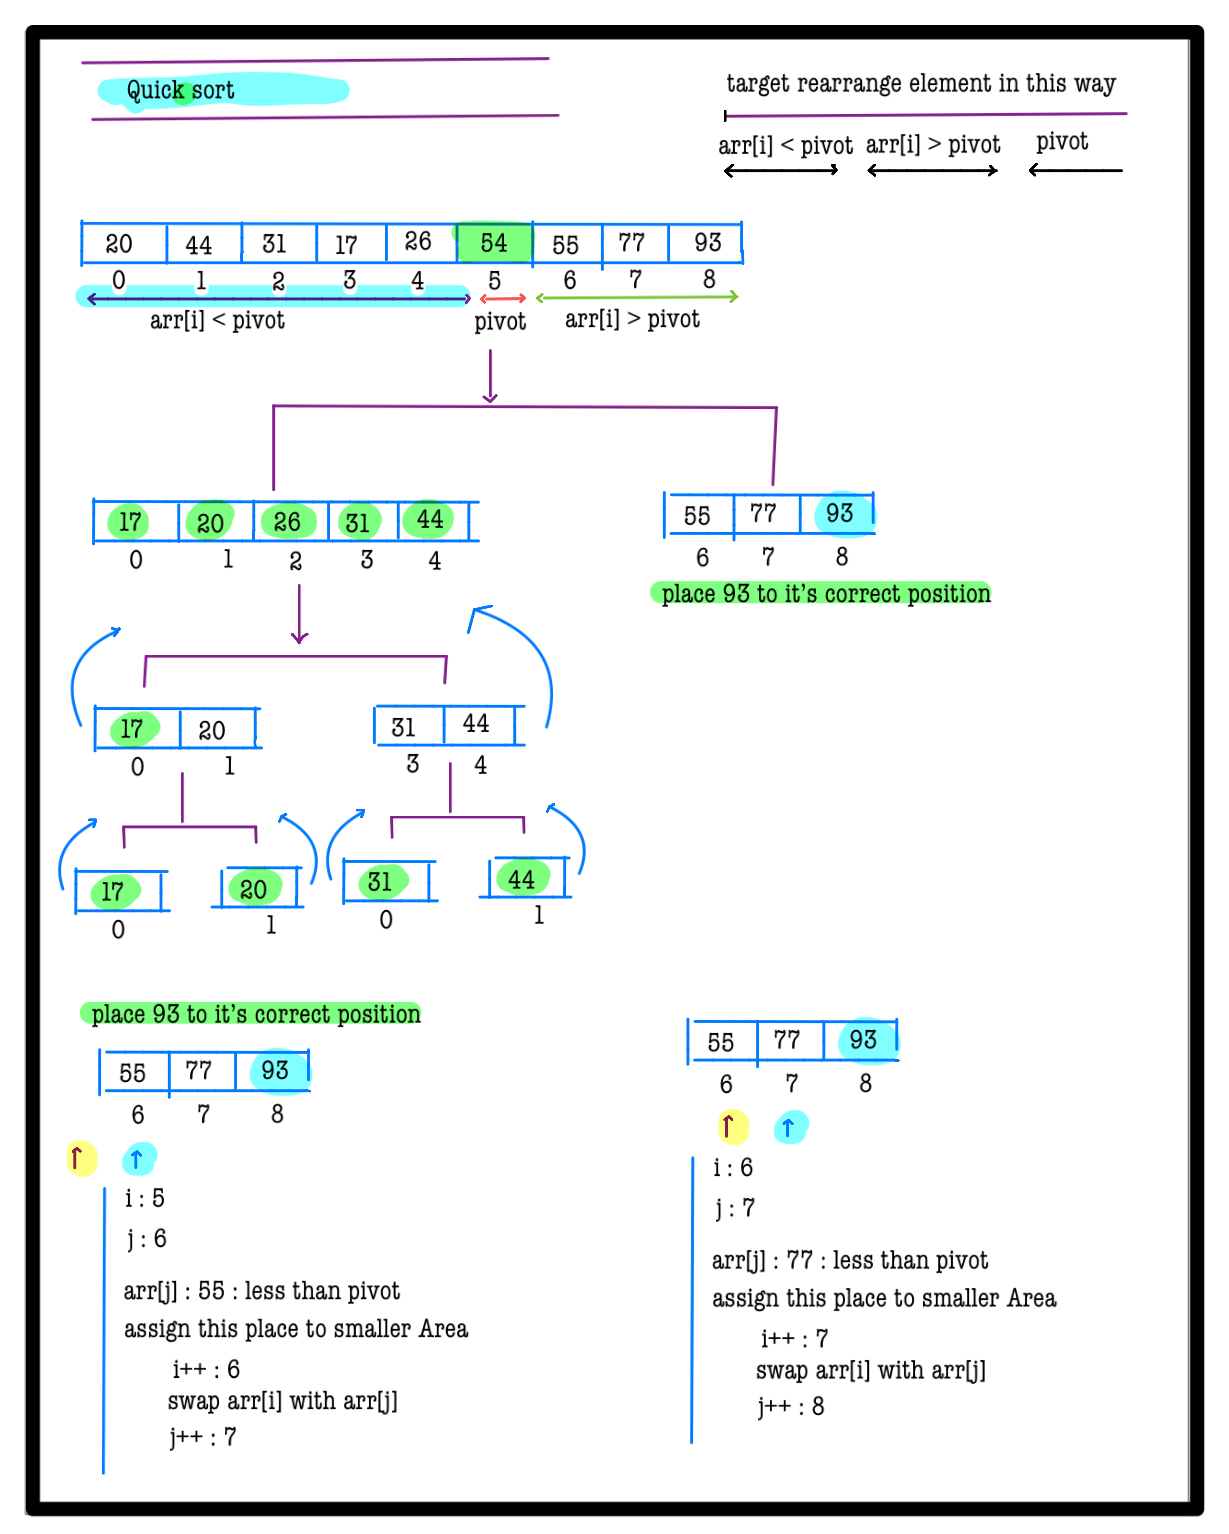 Quick sort
target rearrange element in this way
arr[i] < pivot arr[i] > pivot pivot
20 44 31 17 26 54 55 77 93
0 1 2 3 4 5 6 7 8
arr[i] < pivot pivot arr[i] > pivot
17 20 26 31 44
0 1 2 3 4
55 77 93
6 7 8
place 93 to it's correct position
17 20
0 1
31 44
3 4
17
0
20
1
31
0
44
1
place 93 to it's correct position
55 77 93
6 7 8
i : 5
j : 6
arr[j] : 55 : less than pivot
assign this place to smaller Area
i++ : 6
swap arr[i] with arr[j]
j++ : 7
55 77 93
6 7 8
i : 6
j : 7
arr[j] : 77 : less than pivot
assign this place to smaller Area
i++ : 7
swap arr[i] with arr[j]
j++ : 8